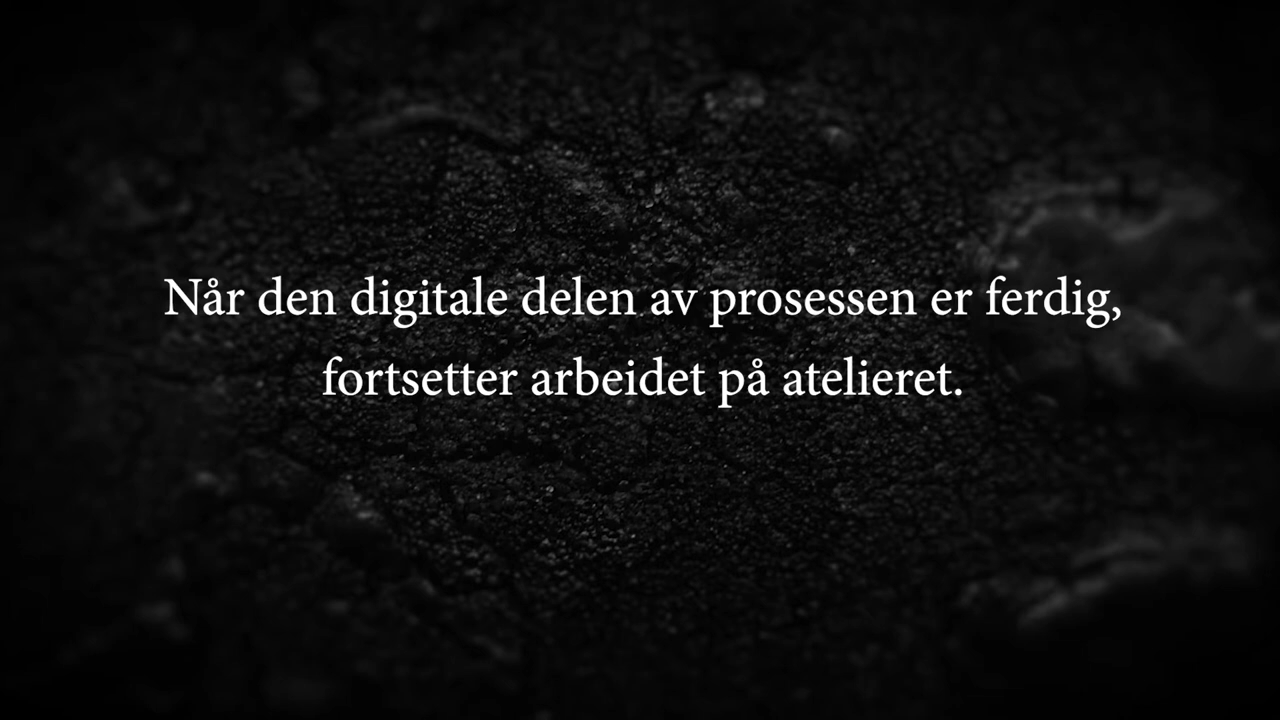 Når den digitale delen av prosessen er ferdig,
fortsetter arbeidet på atelieret.